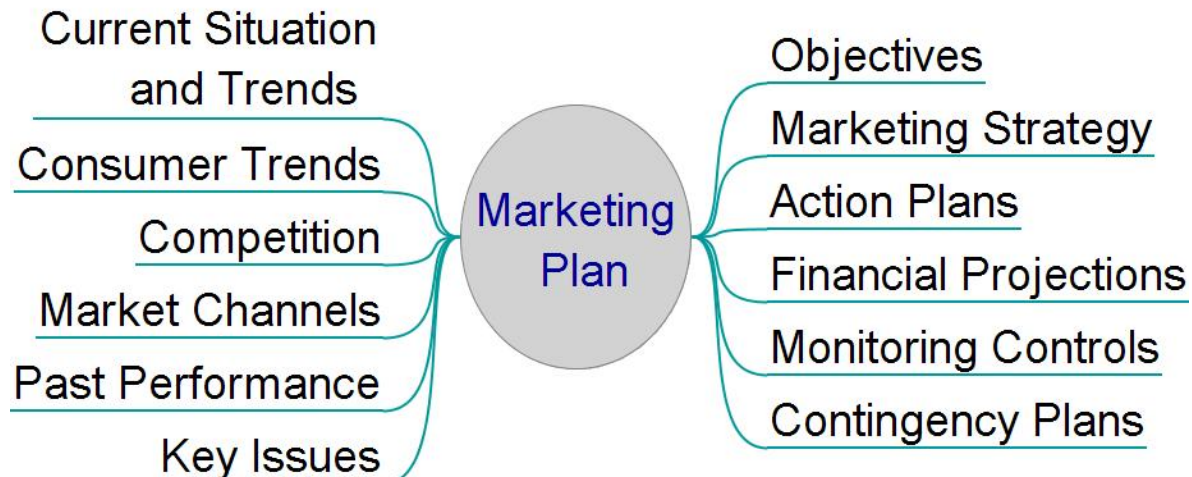 Current Situation
and Trends
Consumer Trends
Competition
Market Channels
Past Performance
Key Issues
Marketing
Plan
Objectives
Marketing Strategy
Action Plans
Financial Projections
Monitoring Controls
Contingency Plans